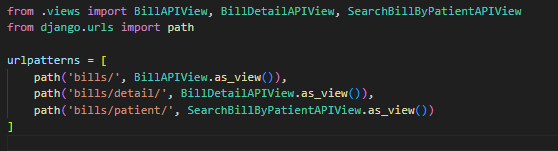 from .views import BillAPIView, BillDetailAPIView, SearchBillByPatientAPIView
from django.urls import path

urlpatterns = [
    path('bills/', BillAPIView.as_view()),
    path('bills/detail/', BillDetailAPIView.as_view()),
    path('bills/patient/', SearchBillByPatientAPIView.as_view())
]